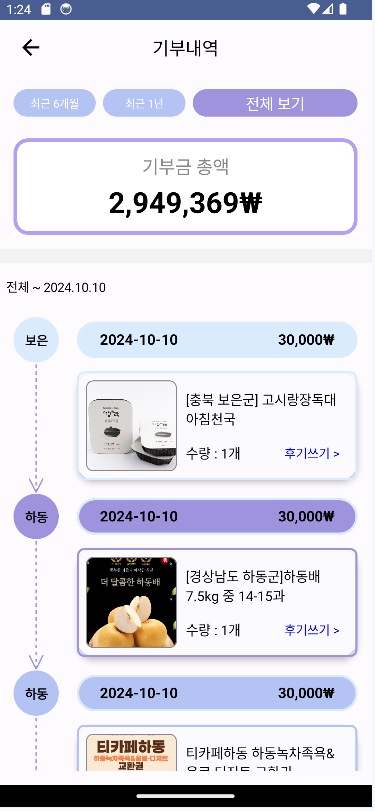 1:24
기부내역
최근 6개월
최근 1년
전체 보기
기부금 총액
2,949,369₩
전체 ~ 2024.10.10
보은
2024-10-10 30,000₩
[충북 보은군] 고시랑장독대
아침천국
수량 : 1개 후기쓰기 >
하동
2024-10-10 30,000₩
더 달콤한 하동배
[경상남도 하동군]하동배
7.5kg 중 14-15과
수량 : 1개 후기쓰기 >
하동
2024-10-10 30,000₩
티카페하동
교환권
티카페하동 하동녹차족욕&